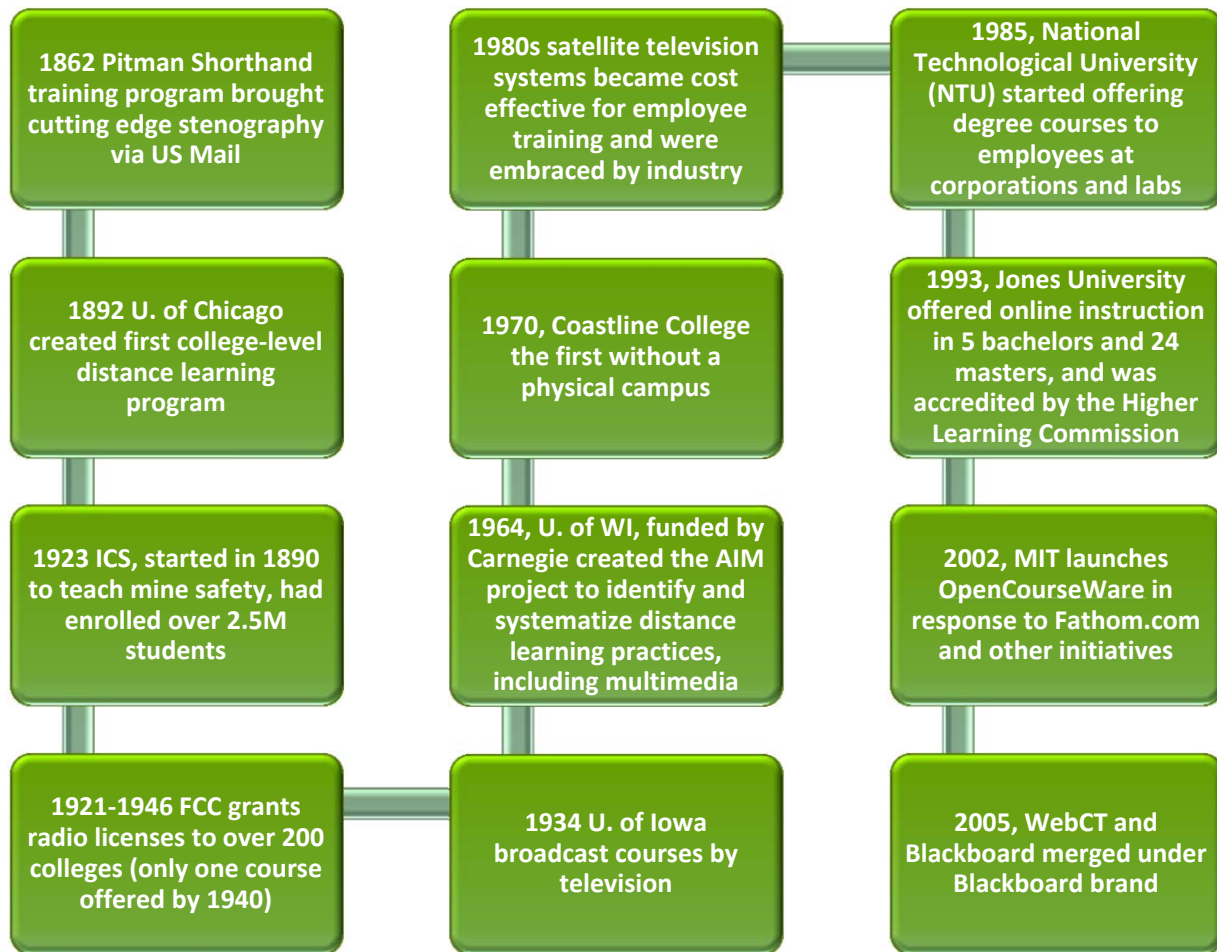 1862 Pitman Shorthand
training program brought
cutting edge stenography
via US Mail
1892 U. of Chicago
created first college-level
distance learning
program
1923 ICS, started in 1890
to teach mine safety, had
enrolled over 2.5M
students
1921-1946 FCC grants
radio licenses to over 200
colleges (only one course
offered by 1940)
1934 U. of Iowa
broadcast courses by
television
1964, U. of WI, funded by
Carnegie created the AIM
project to identify and
systematize distance
learning practices,
including multimedia
1970, Coastline College
the first without a
physical campus
1980s satellite television
systems became cost
effective for employee
training and were
embraced by industry
1985, National
Technological University
(NTU) started offering
degree courses to
employees at
corporations and labs
1993, Jones University
offered online instruction
in 5 bachelors and 24
masters, and was
accredited by the Higher
Learning Commission
2002, MIT launches
OpenCourseWare in
response to Fathom.com
and other initiatives
2005, WebCT and
Blackboard merged under
Blackboard brand